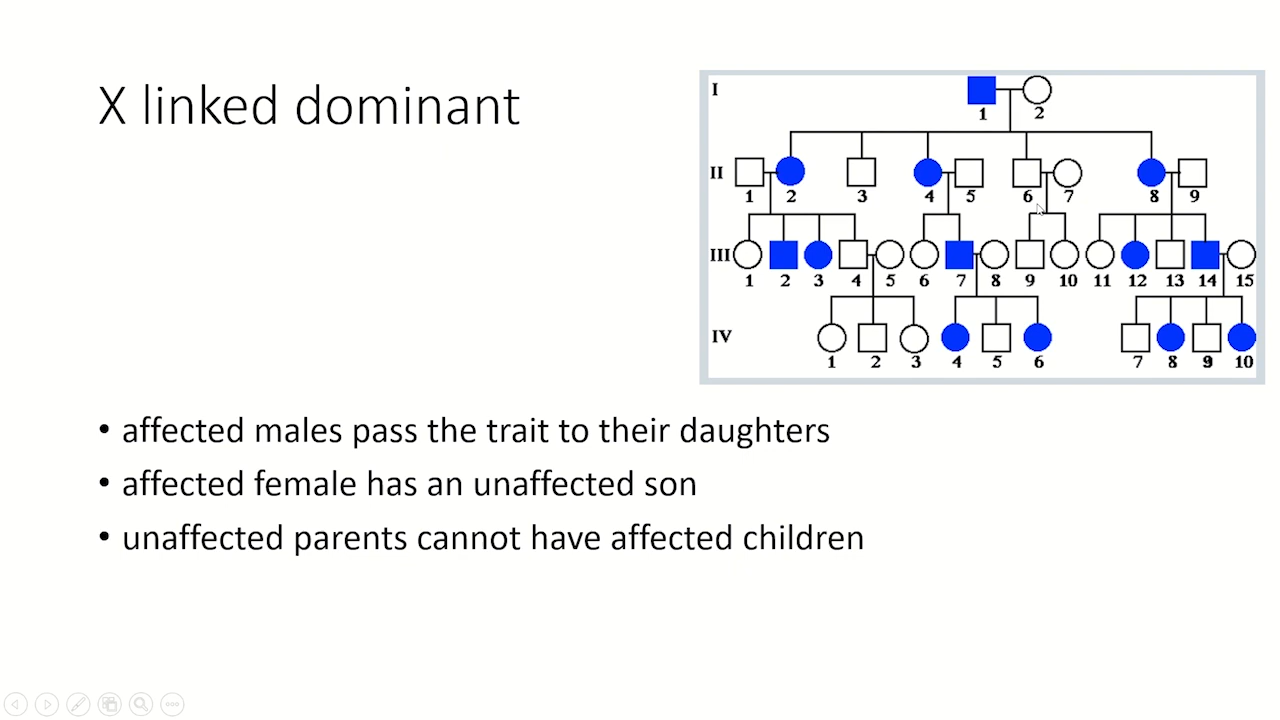 X linked dominant
I
1 2
II
1 2 3 4 5 6 7 8 9
III
1 2 3 4 5 6 7 8 9 10 11 12 13 14 15
IV
1 2 3 4 5 6 7 8 9 10
• affected males pass the trait to their daughters
• affected female has an unaffected son
• unaffected parents cannot have affected children